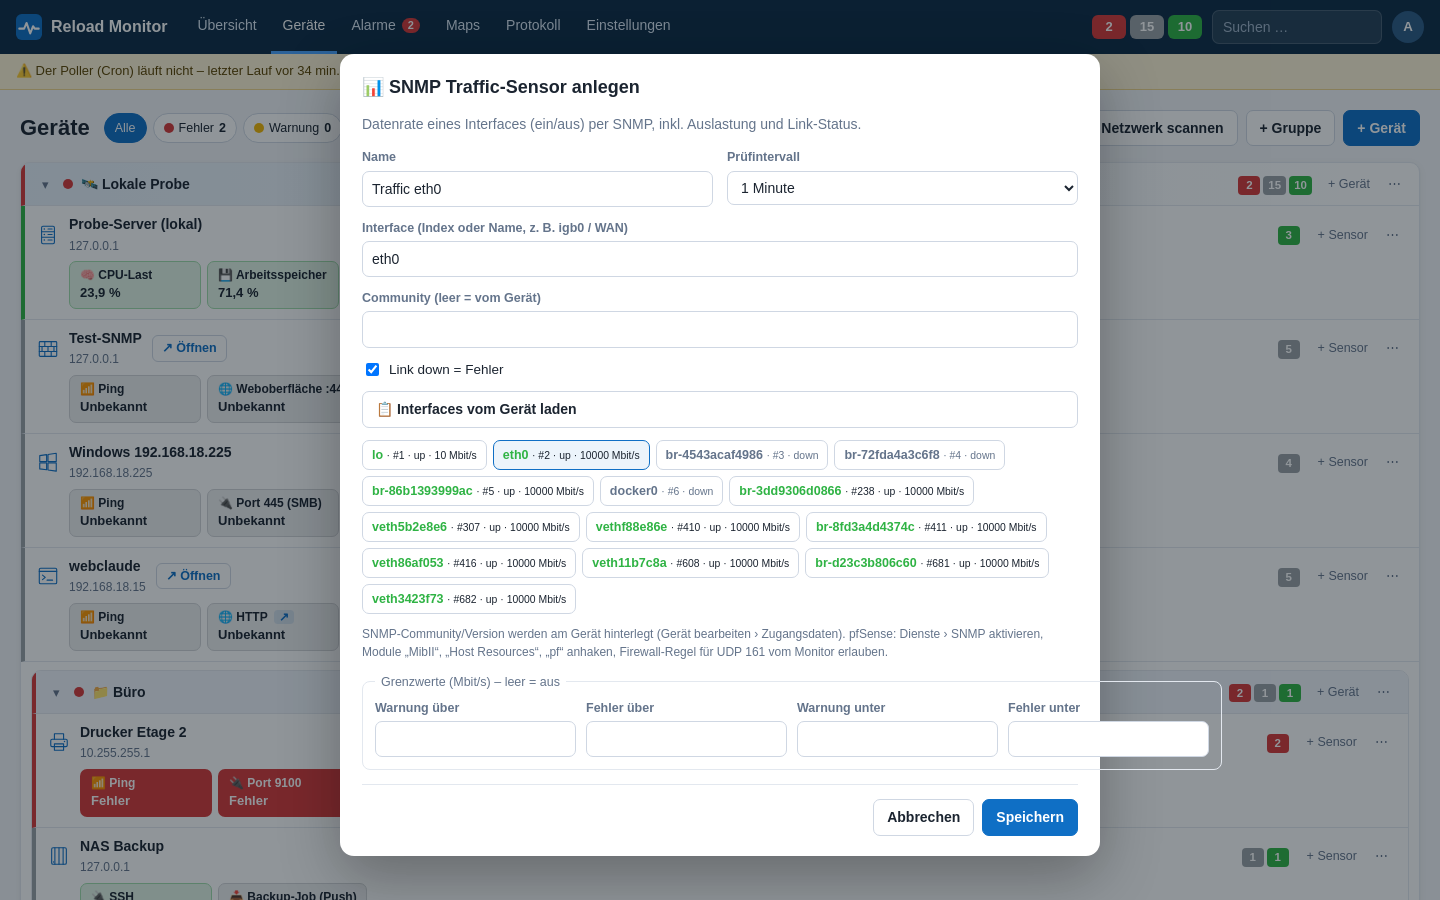 Reload Monitor Übersicht Geräte Alarme 2 Maps Protokoll Einstellungen 2 15 10 Suchen … A
⚠️ Der Poller (Cron) läuft nicht – letzter Lauf vor 34 min.
Geräte Alle Fehler 2 Warnung 0 Netzwerk scannen + Gruppe + Gerät
Lokale Probe 2 15 10 + Gerät ⋯
Probe-Server (lokal)
127.0.0.1
3 + Sensor ⋯
CPU-Last
23,9 %
Arbeitsspeicher
71,4 %
Test-SNMP ↗ Öffnen
127.0.0.1
5 + Sensor ⋯
Ping
Unbekannt
Weboberfläche :44
Unbekannt
Windows 192.168.18.225
192.168.18.225
4 + Sensor ⋯
Ping
Unbekannt
Port 445 (SMB)
Unbekannt
webclaude ↗ Öffnen
192.168.18.15
5 + Sensor ⋯
Ping
Unbekannt
HTTP ↗
Unbekannt
Büro 2 1 1 + Gerät ⋯
Drucker Etage 2
10.255.255.1
2 + Sensor ⋯
Ping
Fehler
Port 9100
Fehler
NAS Backup
127.0.0.1
1 1 + Sensor ⋯
SSH
Backup-Job (Push)
📊 SNMP Traffic-Sensor anlegen
Datenrate eines Interfaces (ein/aus) per SNMP, inkl. Auslastung und Link-Status.
Name Prüfintervall
Traffic eth0 1 Minute
Interface (Index oder Name, z. B. igb0 / WAN)
eth0
Community (leer = vom Gerät)
Link down = Fehler
📋 Interfaces vom Gerät laden
lo · #1 · up · 10 Mbit/s eth0 · #2 · up · 10000 Mbit/s br-4543acaf4986 · #3 · down br-72fda4a3c6f8 · #4 · down
br-86b1393999ac · #5 · up · 10000 Mbit/s docker0 · #6 · down br-3dd9306d0866 · #238 · up · 10000 Mbit/s
veth5b2e8e6 · #307 · up · 10000 Mbit/s vethf88e86e · #410 · up · 10000 Mbit/s br-8fd3a4d4374c · #411 · up · 10000 Mbit/s
veth86af053 · #416 · up · 10000 Mbit/s veth11b7c8a · #608 · up · 10000 Mbit/s br-d23c3b806c60 · #681 · up · 10000 Mbit/s
veth3423f73 · #682 · up · 10000 Mbit/s
SNMP-Community/Version werden am Gerät hinterlegt (Gerät bearbeiten › Zugangsdaten). pfSense: Dienste › SNMP aktivieren,
Module „MibII“, „Host Resources“, „pf“ anhaken, Firewall-Regel für UDP 161 vom Monitor erlauben.
Grenzwerte (Mbit/s) – leer = aus
Warnung über Fehler über Warnung unter Fehler unter
Abbrechen Speichern